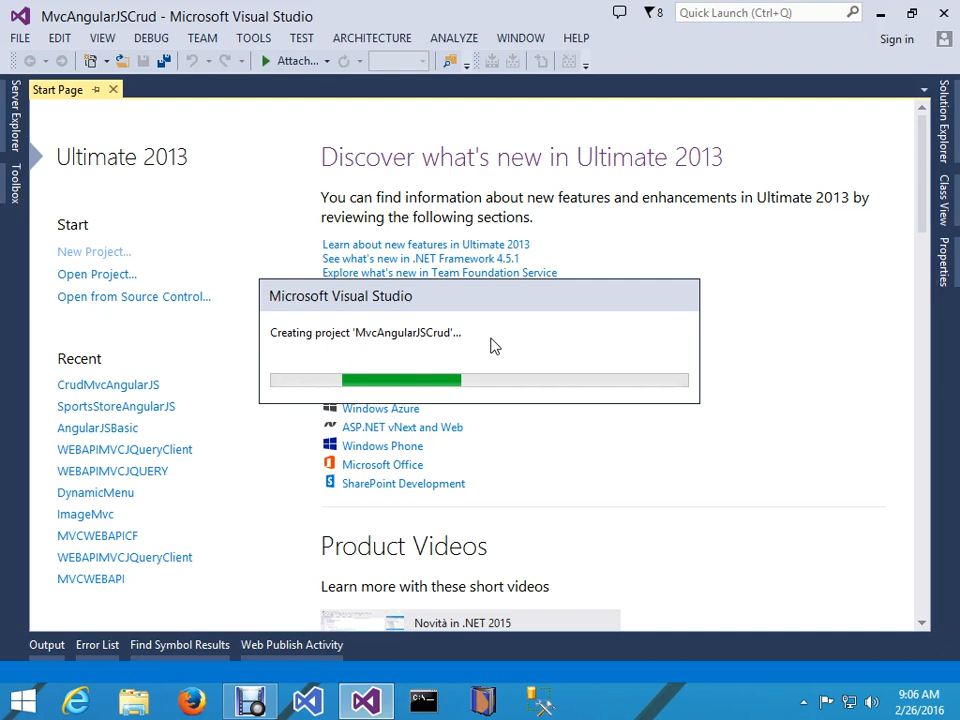 MvcAngularJSCrud - Microsoft Visual Studio
8
Quick Launch (Ctrl+Q)
FILE EDIT VIEW DEBUG TEAM TOOLS TEST ARCHITECTURE ANALYZE WINDOW HELP
Sign in
Attach...
Start Page
Server Explorer
Toolbox
Solution Explorer
Class View
Properties
Ultimate 2013
Start
New Project...
Open Project...
Open from Source Control...
Recent
CrudMvcAngularJS
SportsStoreAngularJS
AngularJSBasic
WEBAPIMVCJQueryClient
WEBAPIMVCJQUERY
DynamicMenu
ImageMvc
MVCWEBAPICF
WEBAPIMVCJQueryClient
MVCWEBAPI
Discover what's new in Ultimate 2013
You can find information about new features and enhancements in Ultimate 2013 by
reviewing the following sections.
Learn about new features in Ultimate 2013
See what's new in .NET Framework 4.5.1
Explore what's new in Team Foundation Service
Microsoft Visual Studio
Creating project 'MvcAngularJSCrud'...
Windows Azure
ASP.NET vNext and Web
Windows Phone
Microsoft Office
SharePoint Development
Product Videos
Learn more with these short videos
Novità in .NET 2015
Output Error List Find Symbol Results Web Publish Activity
9:06 AM
2/26/2016